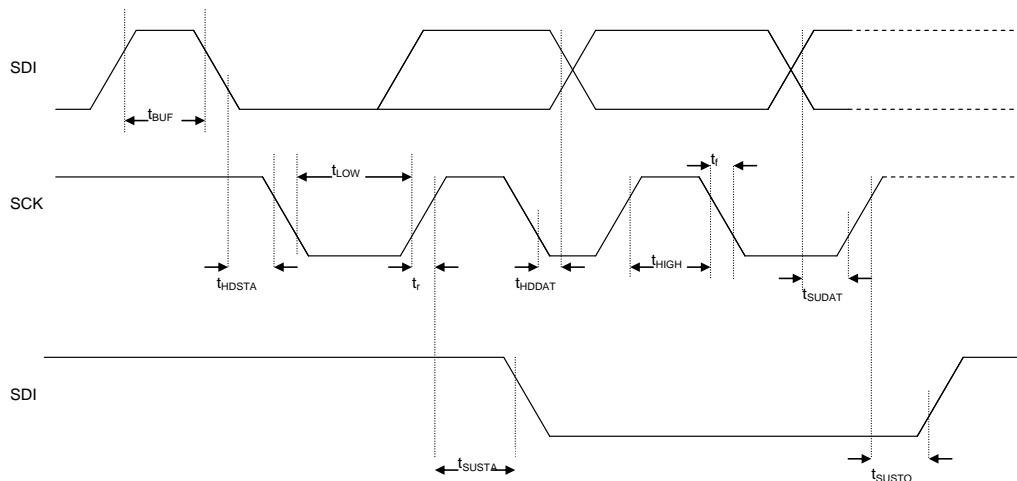 SDI
tBUF
tLOW
tf
SCK
tHDSTA
tr
tHDDAT
tHIGH
tSUDAT
SDI
tSUSTA
tSUSTO